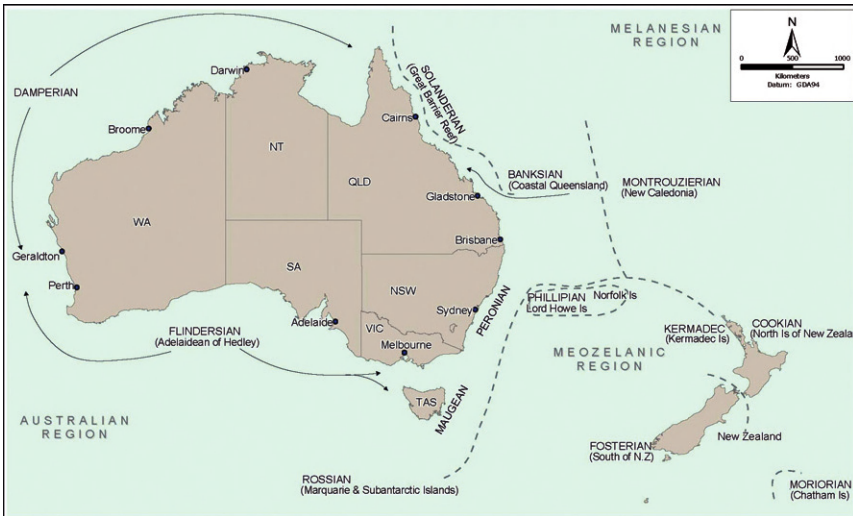 MELANESIAN
REGION
N
0 500 1000
Kilometers
Datum: GDA94
DAMPERIAN
Darwin
SOLANDERIAN
(Great Barrier Reef)
Broome
Cairns
NT
QLD
BANKSIAN
(Coastal Queensland)
MONTROUZIERIAN
(New Caledonia)
Gladstone
WA
Brisbane
Geraldton
SA
Perth
NSW
PHILLIPIAN
Lord Howe Is
Norfolk Is
Sydney
PERONIAN
Adelaide
VIC
FLINDERSIAN
(Adelaidean of Hedley)
Melbourne
KERMADEC
(Kermadec Is)
COOKIAN
(North Is of New Zeala
MEOZELANIC
REGION
TAS
MAUGEAN
AUSTRALIAN
REGION
New Zealand
FOSTERIAN
(South of N.Z)
ROSSIAN
(Marquarie & Subantarctic Islands)
MORIORIAN
(Chatham Is)